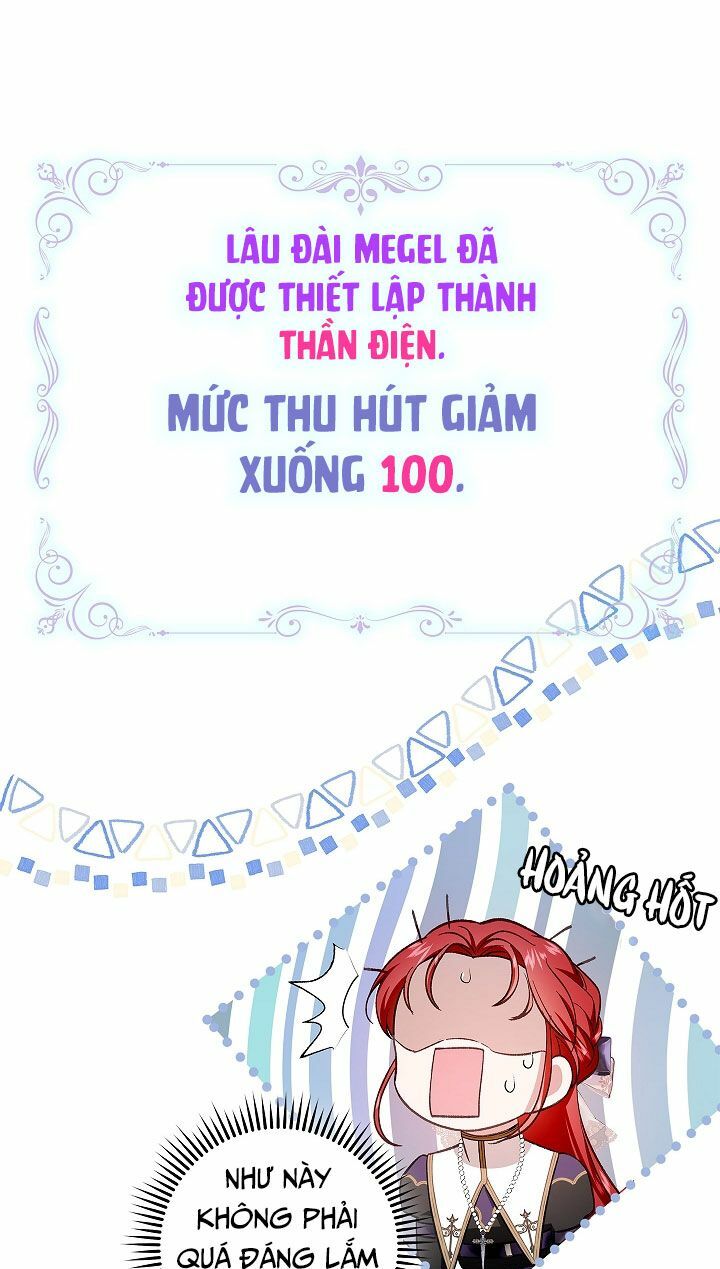 LÂU ĐÀI MEGEL ĐÃ
ĐƯỢC THIẾT LẬP THÀNH
THẦN ĐIỆN.
MỨC THU HÚT GIẢM
XUỐNG 100.
HOẢNG HỐT
NHƯ NÀY
KHÔNG PHẢI
QUÁ ĐÁNG LẮM